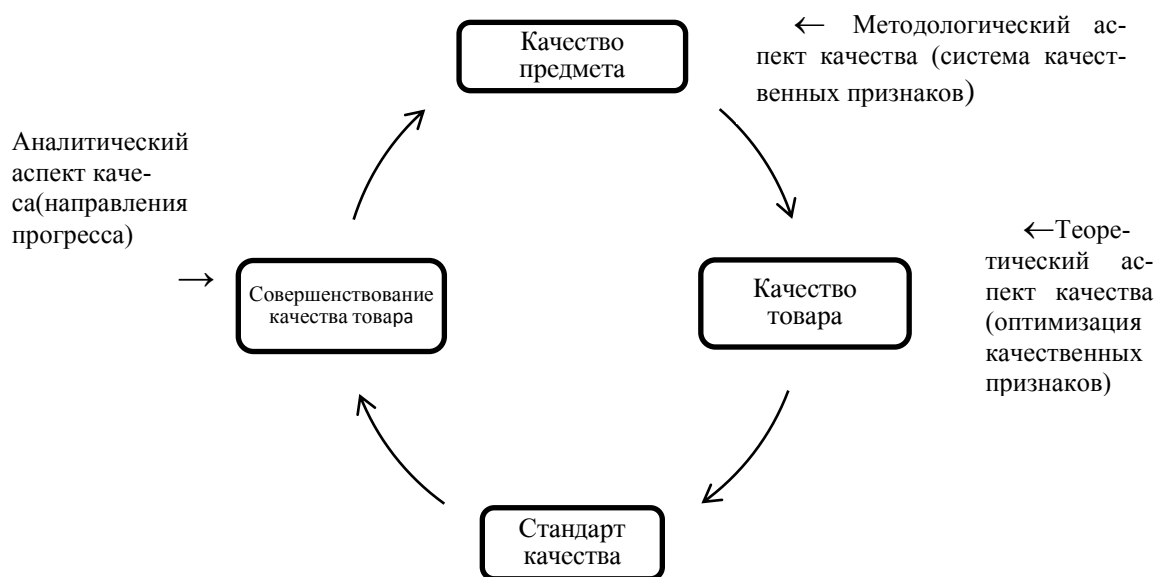 Качество
предмета
← Методологический ас-
пект качества (система качест-
венных признаков)
Аналитический
аспект каче-
са(направления
прогресса)
→
Совершенствование
качества товара
Качество
товара
←Теоре-
тический ас-
пект качества
(оптимизация
качественных
признаков)
Стандарт
качества